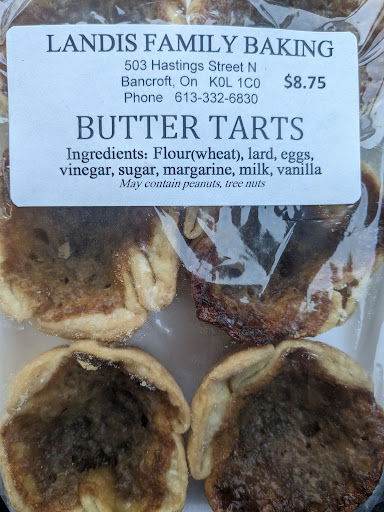 LANDIS FAMILY BAKING
503 Hastings Street N
Bancroft, On K0L 1C0 $8.75
Phone 613-332-6830
BUTTER TARTS
Ingredients: Flour(wheat), lard, eggs,
vinegar, sugar, margarine, milk, vanilla
May contain peanuts, tree nuts